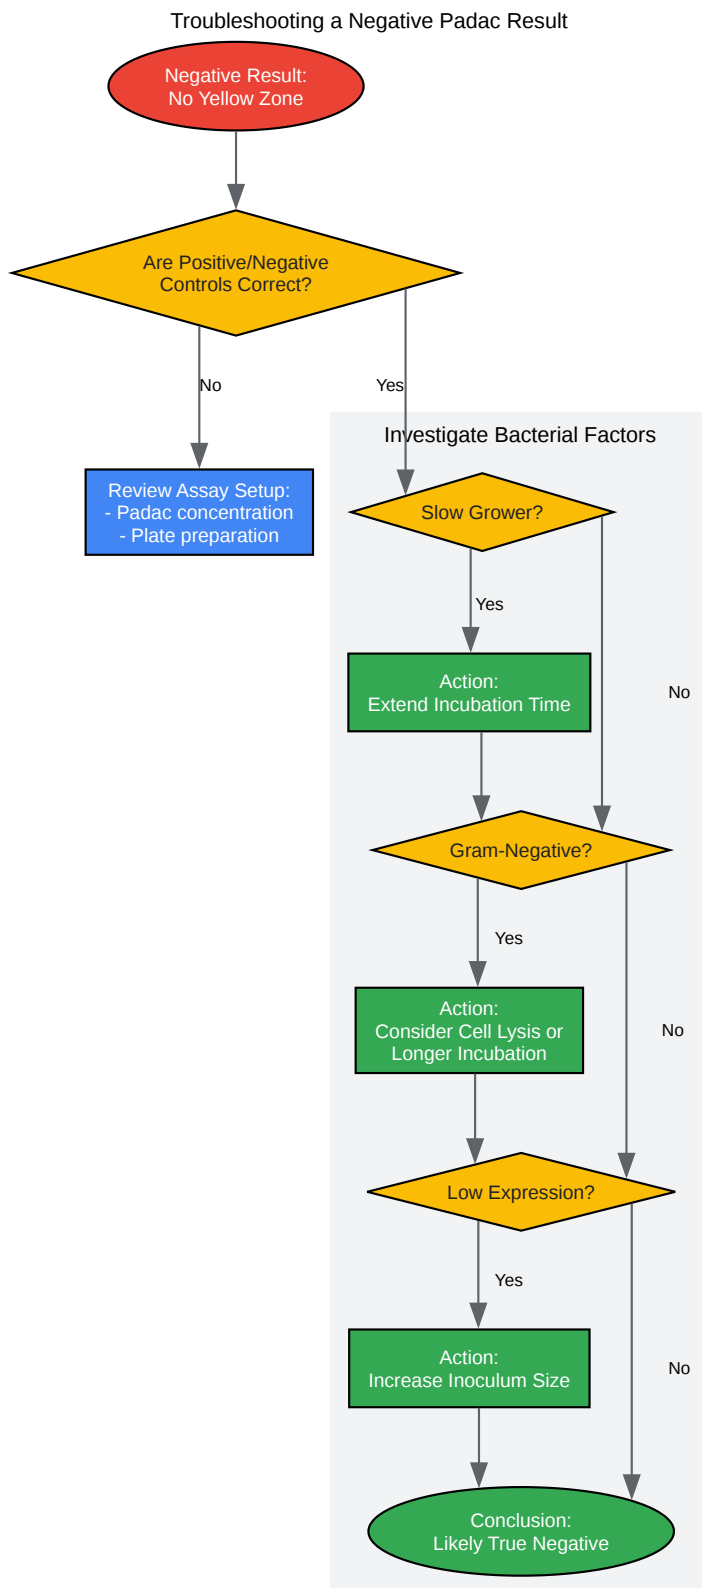 Troubleshooting a Negative Padac Result
Negative Result:
No Yellow Zone
Are Positive/Negative
Controls Correct?
No
Yes
Investigate Bacterial Factors
Review Assay Setup:
- Padac concentration
- Plate preparation
Slow Grower?
Yes
Action:
Extend Incubation Time
No
Gram-Negative?
Yes
Action:
Consider Cell Lysis or
Longer Incubation
No
Low Expression?
Yes
Action:
Increase Inoculum Size
No
Conclusion:
Likely True Negative